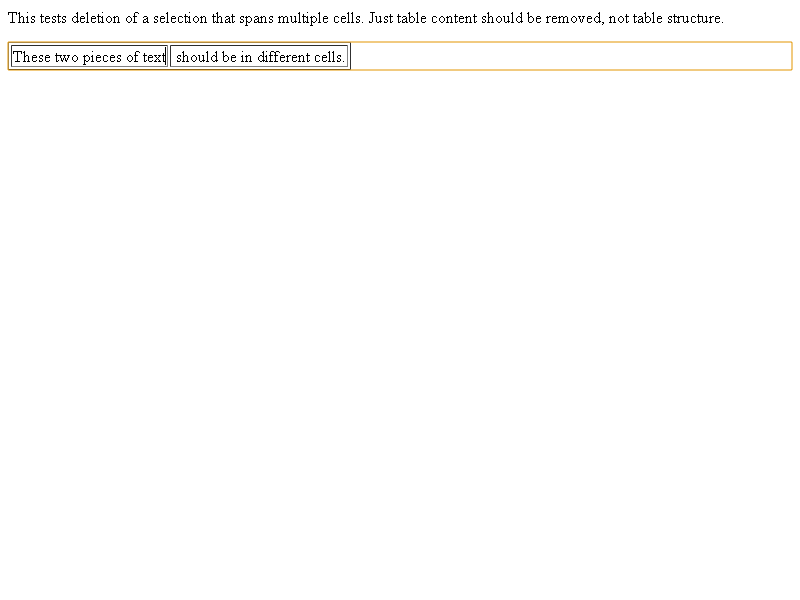 This tests deletion of a selection that spans multiple cells. Just table content should be removed, not table structure.
These two pieces of text should be in different cells.